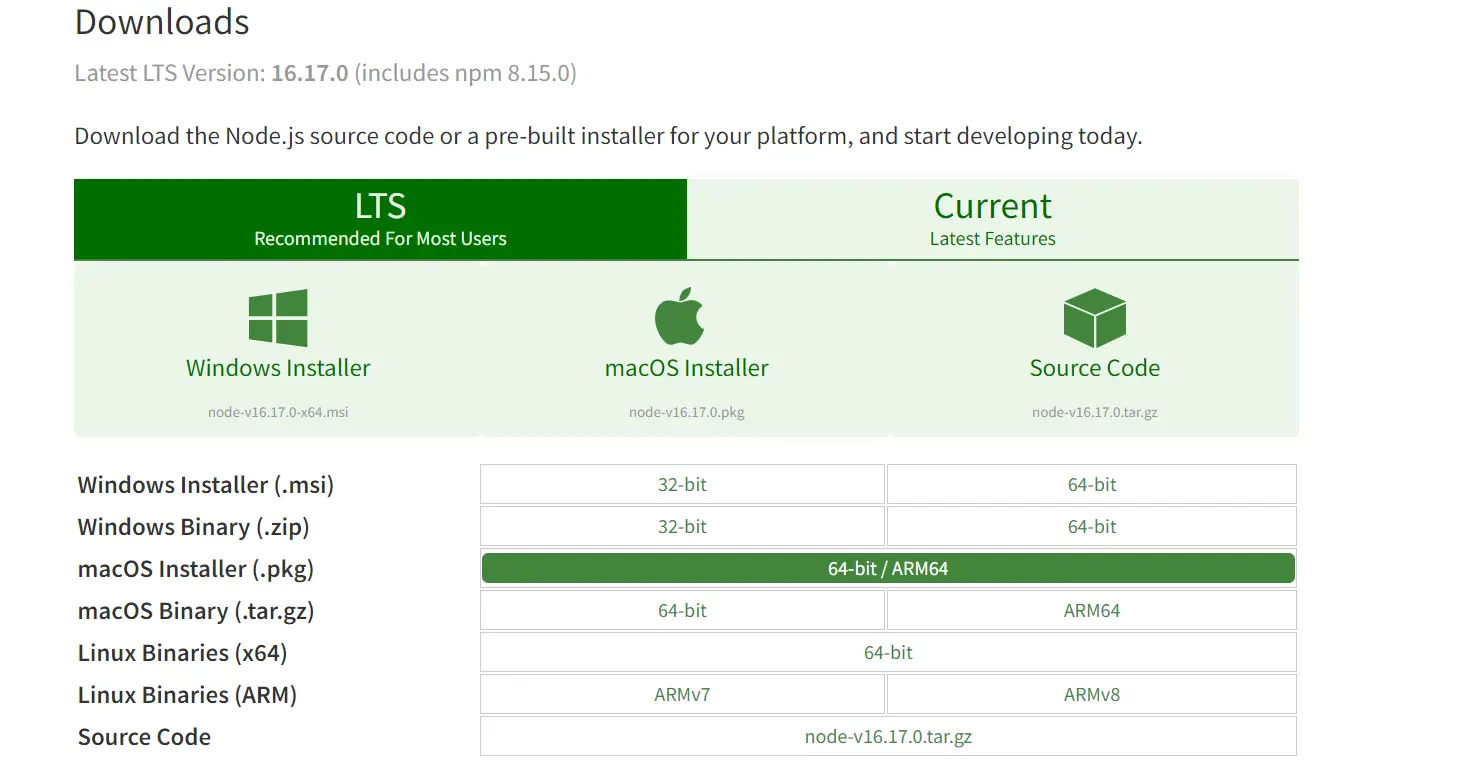 Downloads
Latest LTS Version: 16.17.0 (includes npm 8.15.0)
Download the Node.js source code or a pre-built installer for your platform, and start developing today.
LTS
Recommended For Most Users
Current
Latest Features
Windows Installer
node-v16.17.0-x64.msi
macOS Installer
node-v16.17.0.pkg
Source Code
node-v16.17.0.tar.gz
Windows Installer (.msi) 32-bit 64-bit
Windows Binary (.zip) 32-bit 64-bit
macOS Installer (.pkg) 64-bit / ARM64
macOS Binary (.tar.gz) 64-bit ARM64
Linux Binaries (x64) 64-bit
Linux Binaries (ARM) ARMv7 ARMv8
Source Code node-v16.17.0.tar.gz